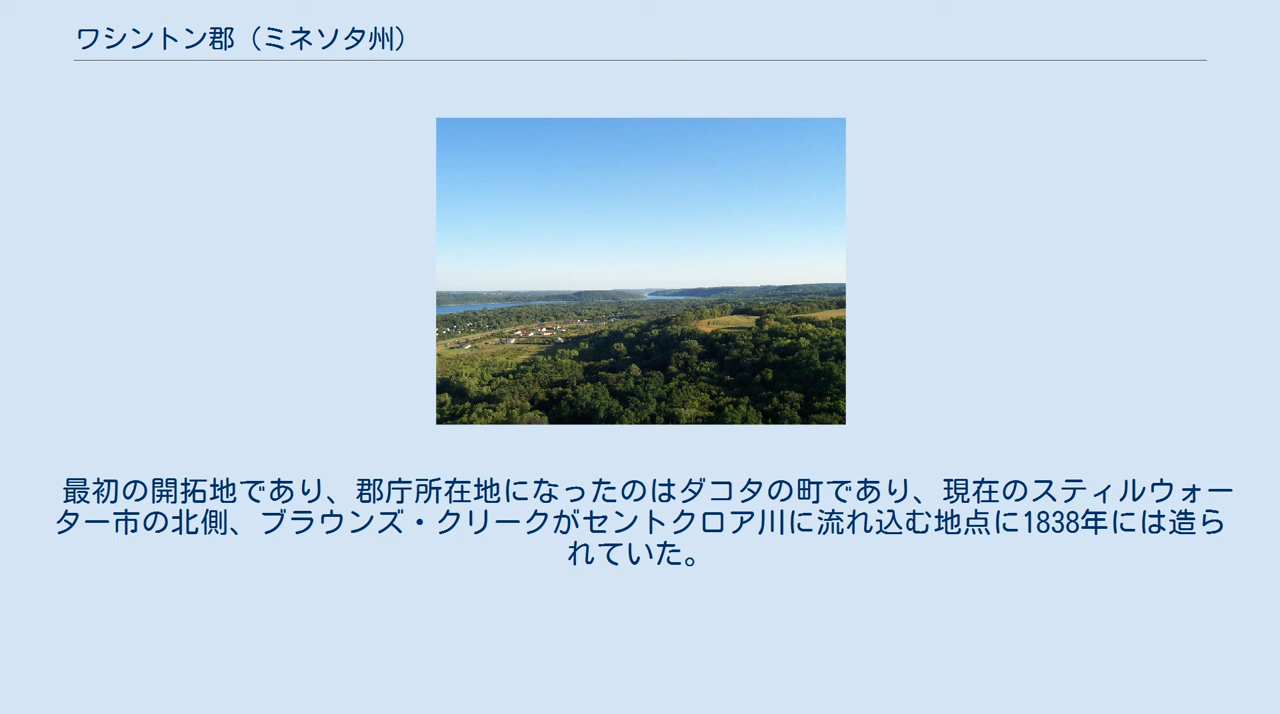 ワシントン郡（ミネソタ州）
最初の開拓地であり、郡庁所在地になったのはダコタの町であり、現在のスティルウォー
ター市の北側、ブラウンズ・クリークがセントクロア川に流れ込む地点に1838年には造ら
れていた。